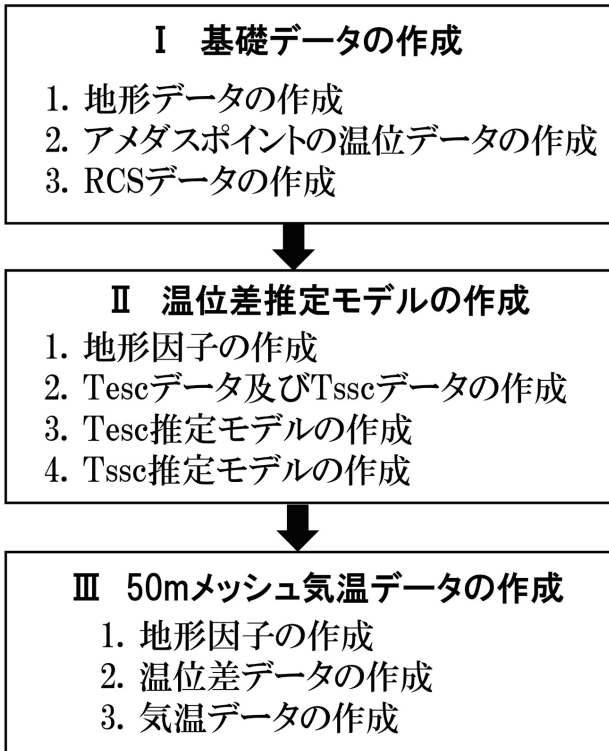 Ⅰ 基礎データの作成
1. 地形データの作成
2. アメダスポイントの温位データの作成
3. RCSデータの作成
Ⅱ 温位差推定モデルの作成
1. 地形因子の作成
2. Tescデータ及びTsscデータの作成
3. Tesc推定モデルの作成
4. Tssc推定モデルの作成
Ⅲ 50mメッシュ気温データの作成
1. 地形因子の作成
2. 温位差データの作成
3. 気温データの作成